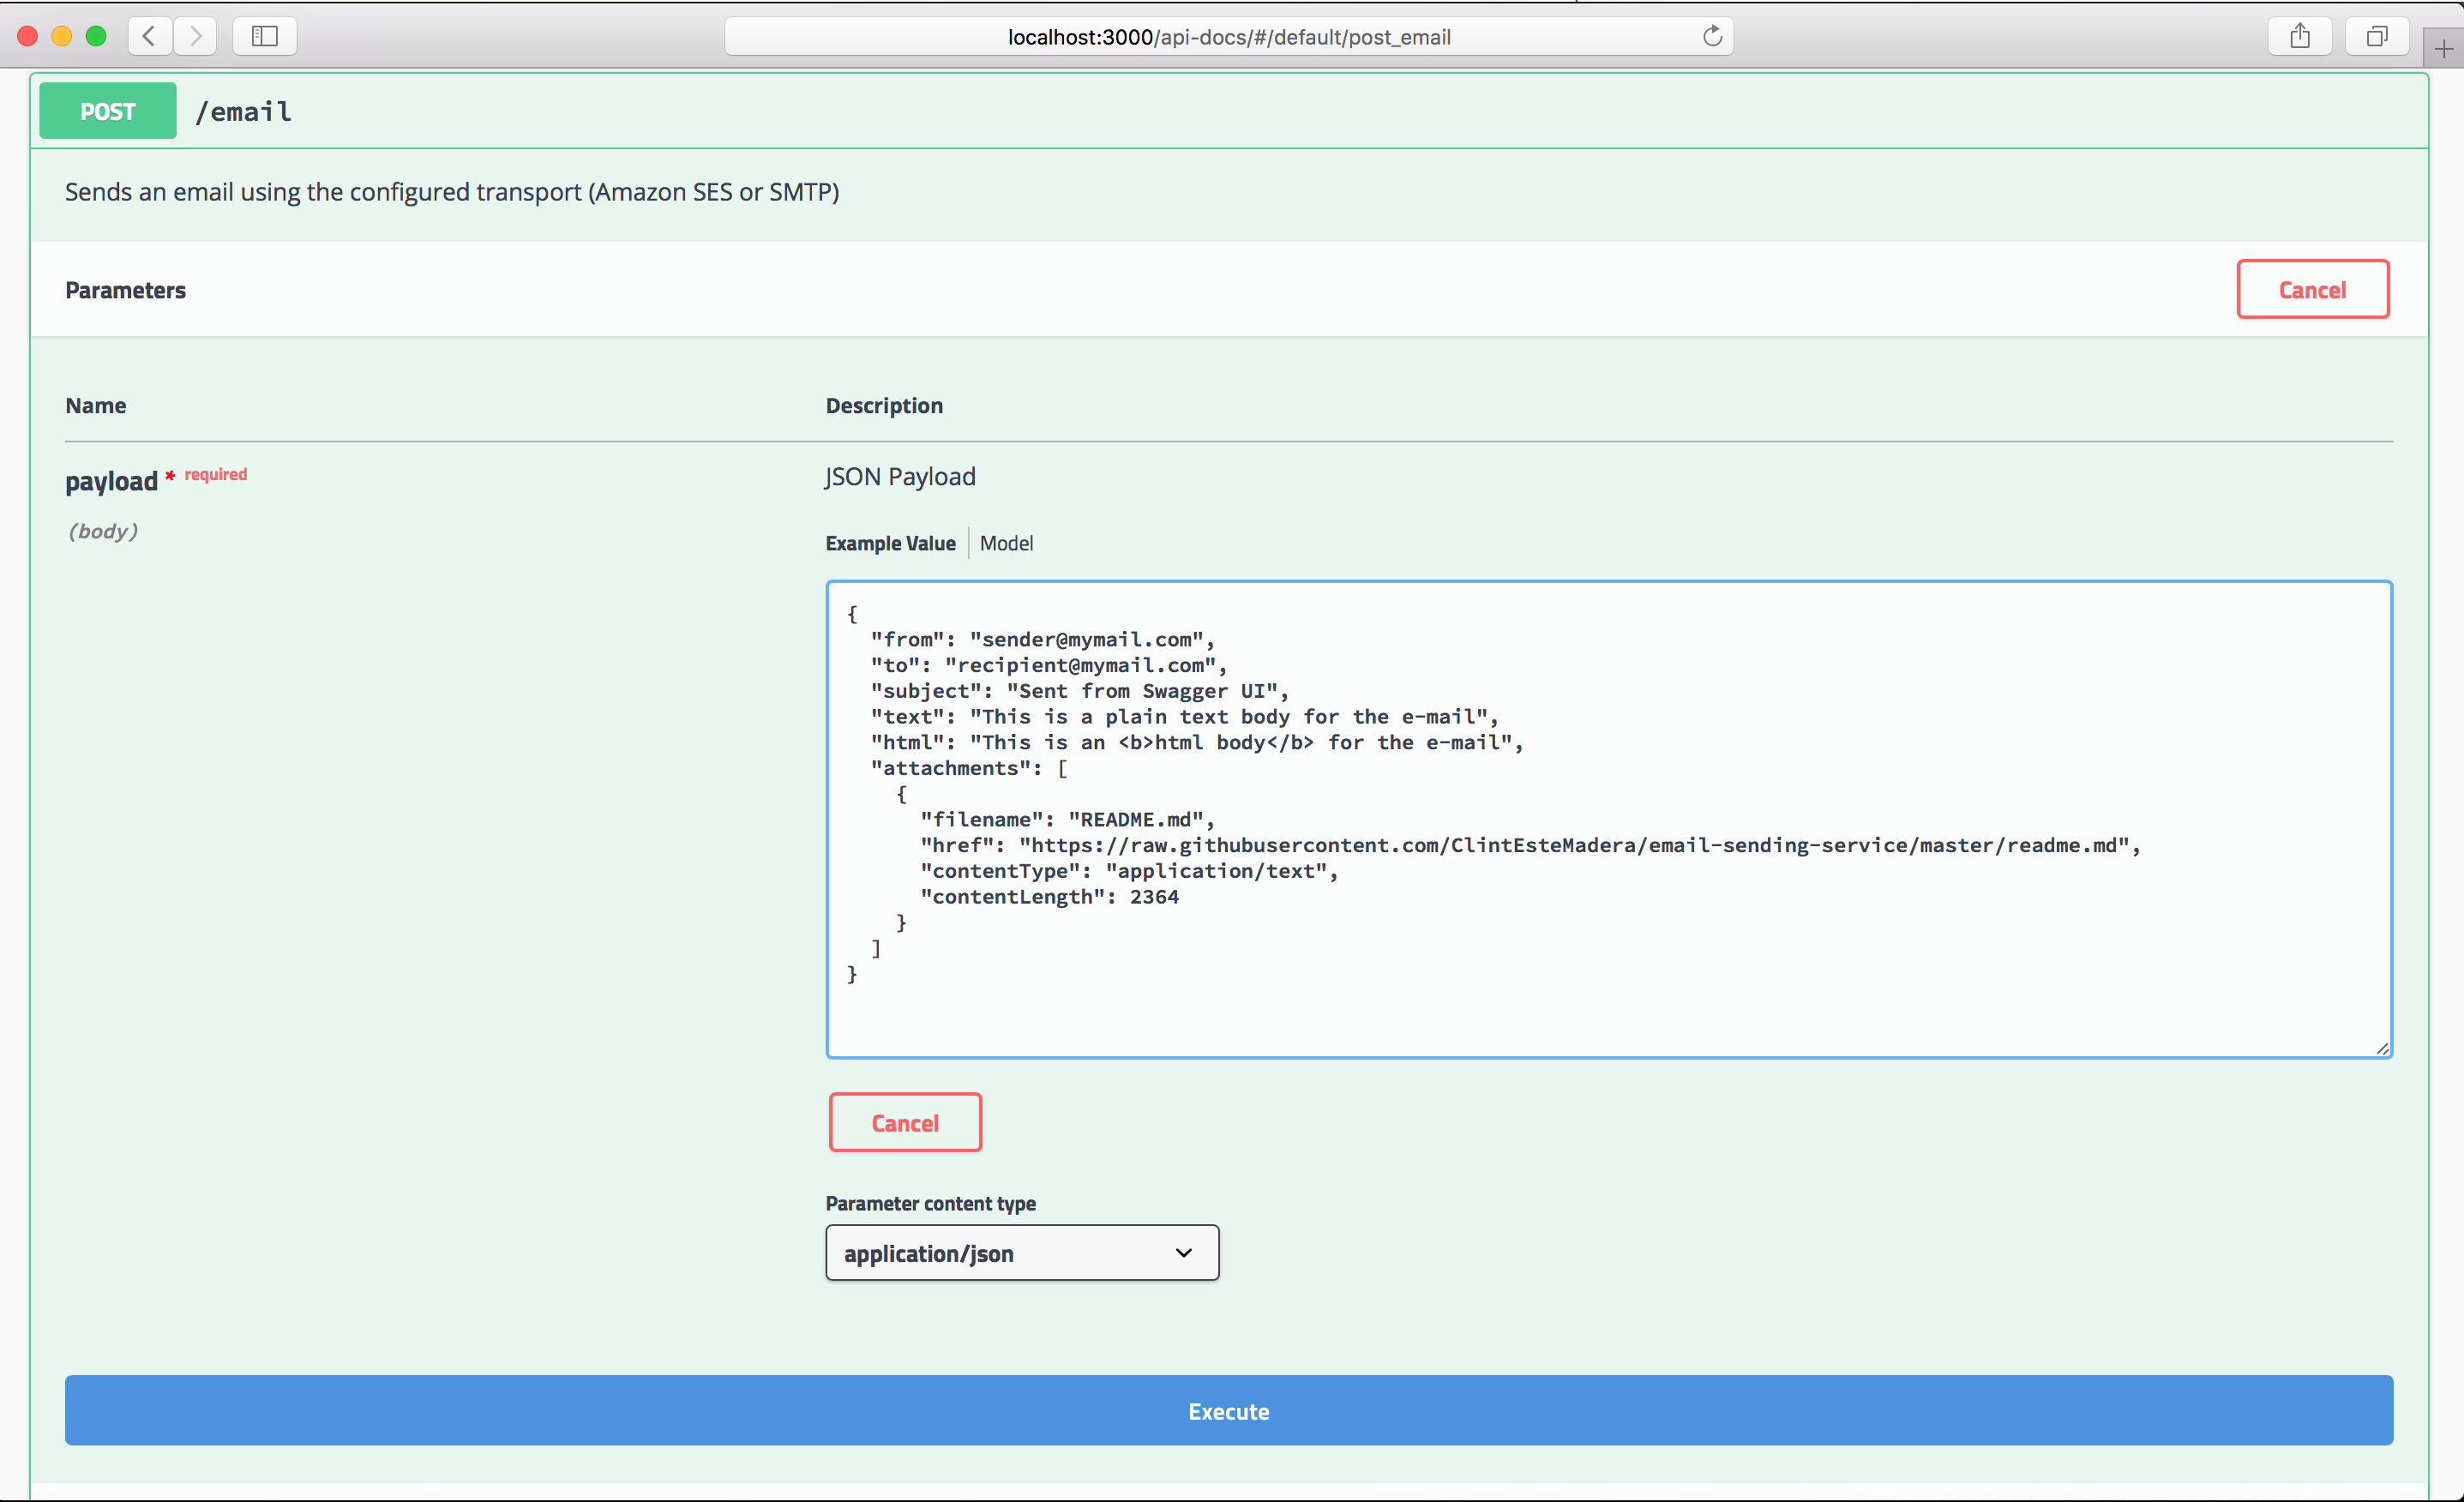 localhost:3000/api-docs/#/default/post_email
POST /email
Sends an email using the configured transport (Amazon SES or SMTP)
Parameters
Cancel
Name
Description
payload * required
(body)
JSON Payload
Example Value | Model
{
  "from": "sender@mymail.com",
  "to": "recipient@mymail.com",
  "subject": "Sent from Swagger UI",
  "text": "This is a plain text body for the e-mail",
  "html": "This is an <b>html body</b> for the e-mail",
  "attachments": [
    {
      "filename": "README.md",
      "href": "https://raw.githubusercontent.com/ClintEsteMadera/email-sending-service/master/readme.md",
      "contentType": "application/text",
      "contentLength": 2364
    }
  ]
}
Cancel
Parameter content type
application/json
Execute